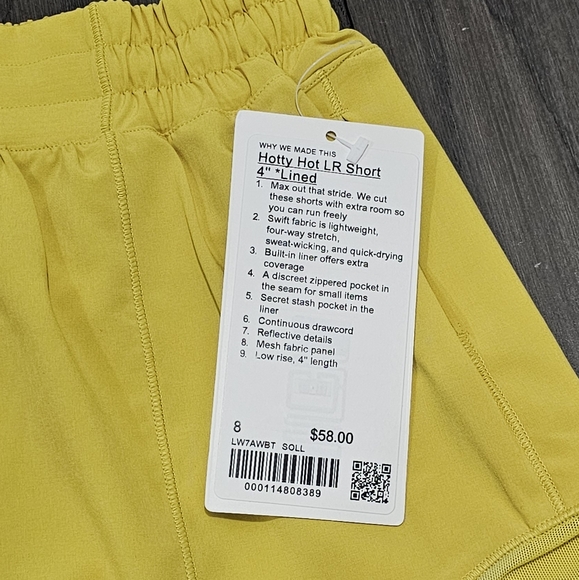 WHY WE MADE THIS
Hotty Hot LR Short
4" *Lined
1. Max out that stride. We cut
these shorts with extra room so
you can run freely
2. Swift fabric is lightweight,
four-way stretch,
sweat-wicking, and quick-drying
3. Built-in liner offers extra
coverage
4. A discreet zippered pocket in
the seam for small items
5. Secret stash pocket in the
liner
6. Continuous drawcord
7. Reflective details
8. Mesh fabric panel
9. Low rise, 4" length
8 $58.00
LW7AWBT SOLL
000114808389